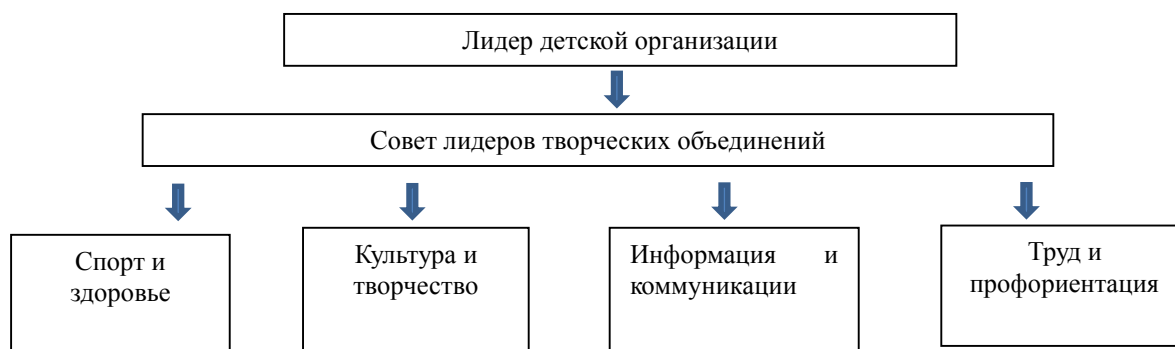 Лидер детской организации
Совет лидеров творческих объединений
Спорт и
здоровье
Культура и
творчество
Информация и
коммуникации
Труд и
профориентация